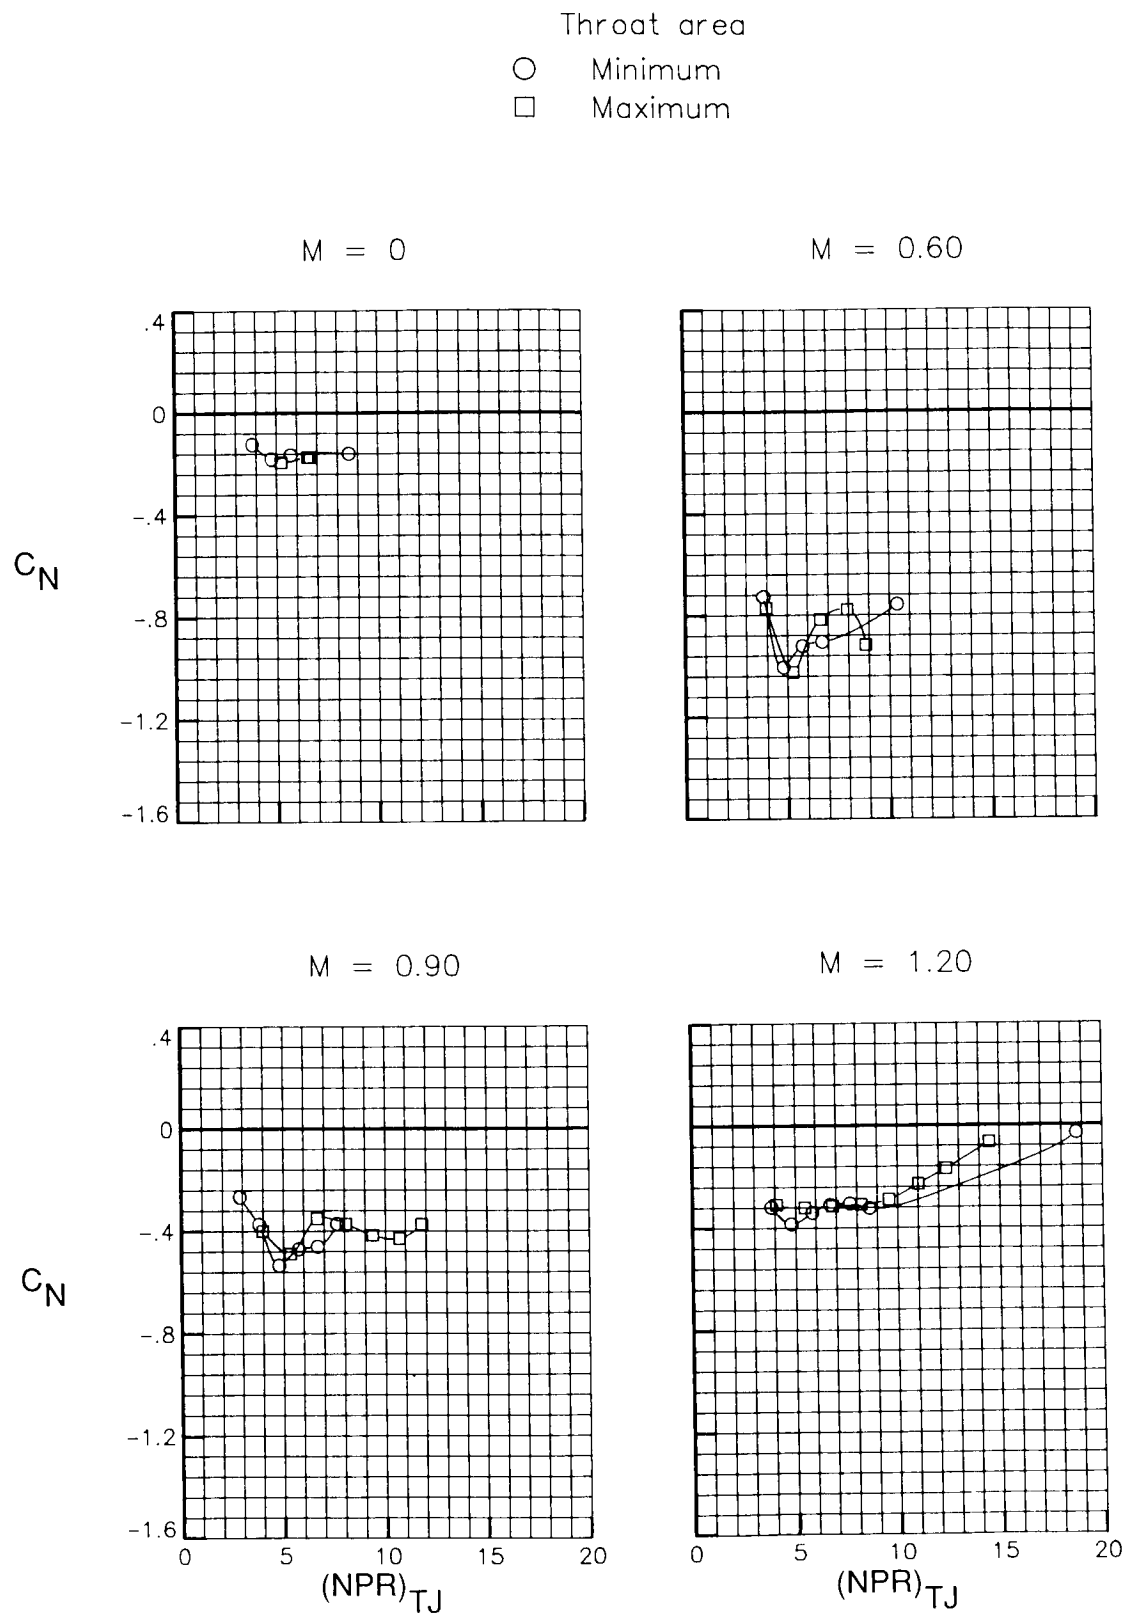 Throat area
Minimum
Maximum
M = 0
M = 0.60
.4
0
-.4
-.8
-1.2
-1.6
C_N
M = 0.90
M = 1.20
.4
0
-.4
-.8
-1.2
-1.6
C_N
0 5 10 15 20
0 5 10 15 20
(NPR)_TJ
(NPR)_TJ